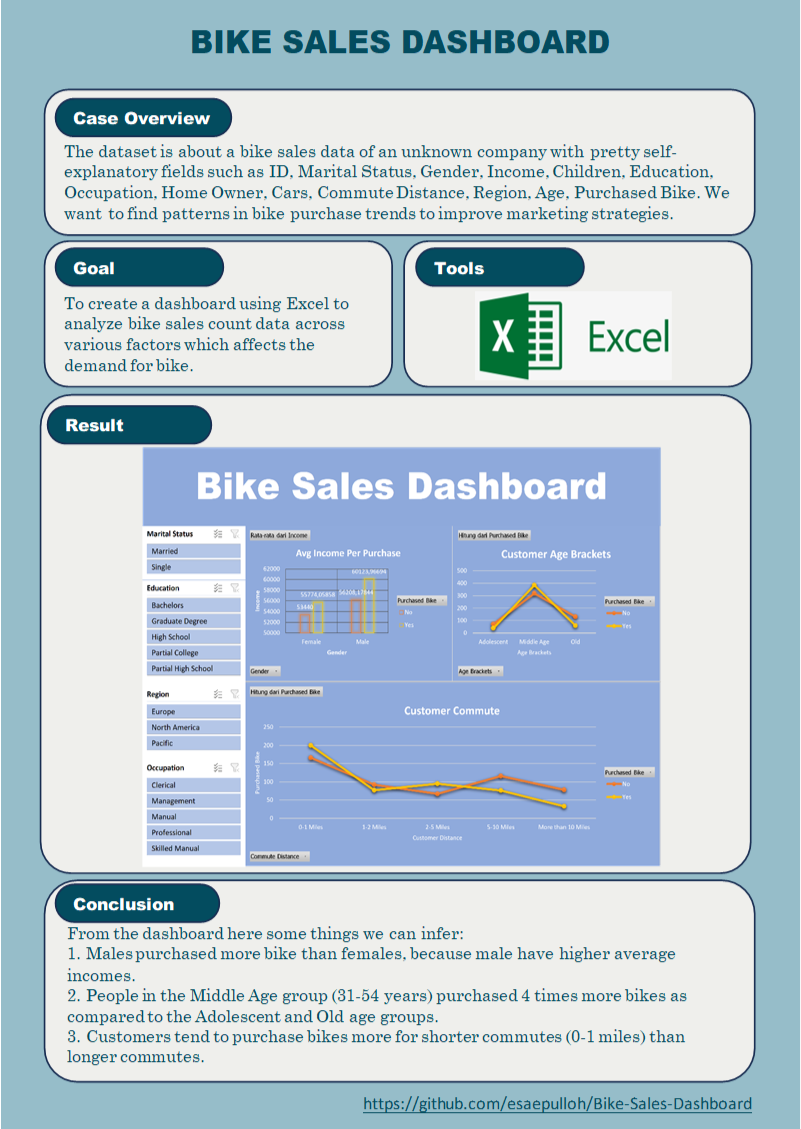 BIKE SALES DASHBOARD
Case Overview
The dataset is about a bike sales data of an unknown company with pretty self-
explanatory fields such as ID, Marital Status, Gender, Income, Children, Education,
Occupation, Home Owner, Cars, Commute Distance, Region, Age, Purchased Bike. We
want to find patterns in bike purchase trends to improve marketing strategies.
Goal
To create a dashboard using Excel to
analyze bike sales count data across
various factors which affects the
demand for bike.
Tools
X Excel
Result
Bike Sales Dashboard
Marital Status
Married
Single
Education
Bachelors
Graduate Degree
High School
Partial College
Partial High School
Region
Europe
North America
Pacific
Occupation
Clerical
Management
Manual
Professional
Skilled Manual
Rata-rata dari Income
Avg Income Per Purchase
62000
60000
58000
56000
54000
52000
50000
Income
53440
55774,05858
56208,17844
60123,96694
Female
Male
Gender
Purchased Bike
No
Yes
Gender
Hitung dari Purchased Bike
Customer Age Brackets
500
400
300
200
100
0
Adolescent
Middle Age
Old
Age Brackets
Purchased Bike
No
Yes
Age Brackets
Hitung dari Purchased Bike
Customer Commute
250
200
150
100
50
0
Purchased Bike
0-1 Miles
1-2 Miles
2-5 Miles
5-10 Miles
More than 10 Miles
Customer Distance
Purchased Bike
No
Yes
Commute Distance
Conclusion
From the dashboard here some things we can infer:
1. Males purchased more bike than females, because male have higher average
incomes.
2. People in the Middle Age group (31-54 years) purchased 4 times more bikes as
compared to the Adolescent and Old age groups.
3. Customers tend to purchase bikes more for shorter commutes (0-1 miles) than
longer commutes.
https://github.com/esaepulloh/Bike-Sales-Dashboard